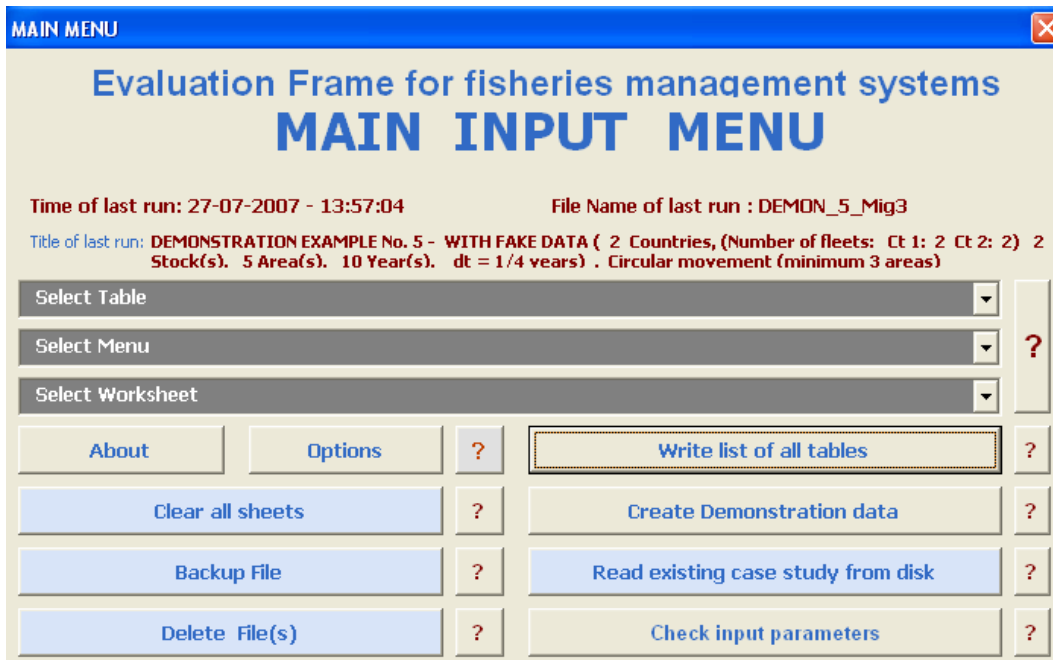 MAIN MENU
Evaluation Frame for fisheries management systems
MAIN INPUT MENU
Time of last run: 27-07-2007 - 13:57:04 File Name of last run : DEMON_5_Mig3
Title of last run: DEMONSTRATION EXAMPLE No. 5 - WITH FAKE DATA ( 2 Countries, (Number of fleets: Ct 1: 2 Ct 2: 2) 2
Stock(s). 5 Area(s). 10 Year(s). dt = 1/4 years) . Circular movement (minimum 3 areas)
Select Table
Select Menu ?
Select Worksheet
About Options ? Write list of all tables ?
Clear all sheets ? Create Demonstration data ?
Backup File ? Read existing case study from disk ?
Delete File(s) ? Check input parameters ?